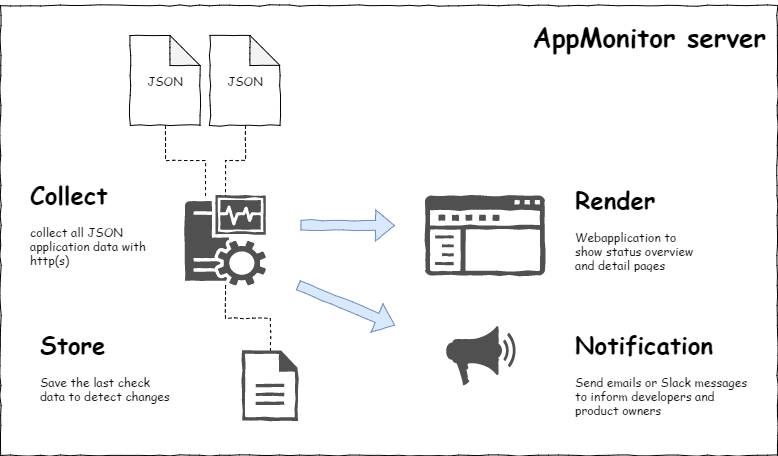 AppMonitor server
JSON
JSON
Collect
collect all JSON
application data with
http(s)
Render
Webapplication to
show status overview
and detail pages
Store
Save the last check
data to detect changes
Notification
Send emails or Slack messages
to inform developers and
product owners